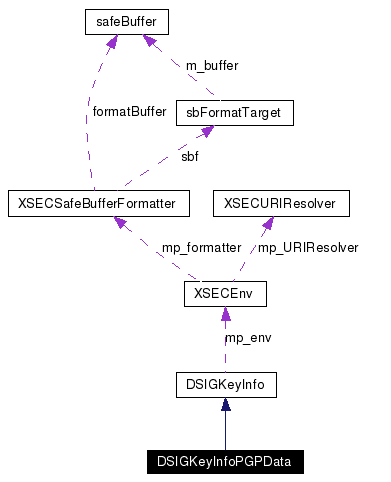 safeBuffer
m_buffer
formatBuffer
sbFormatTarget
sbf
XSECSafeBufferFormatter
XSECURIResolver
mp_formatter
mp_URIResolver
XSECEnv
mp_env
DSIGKeyInfo
DSIGKeyInfoPGPData